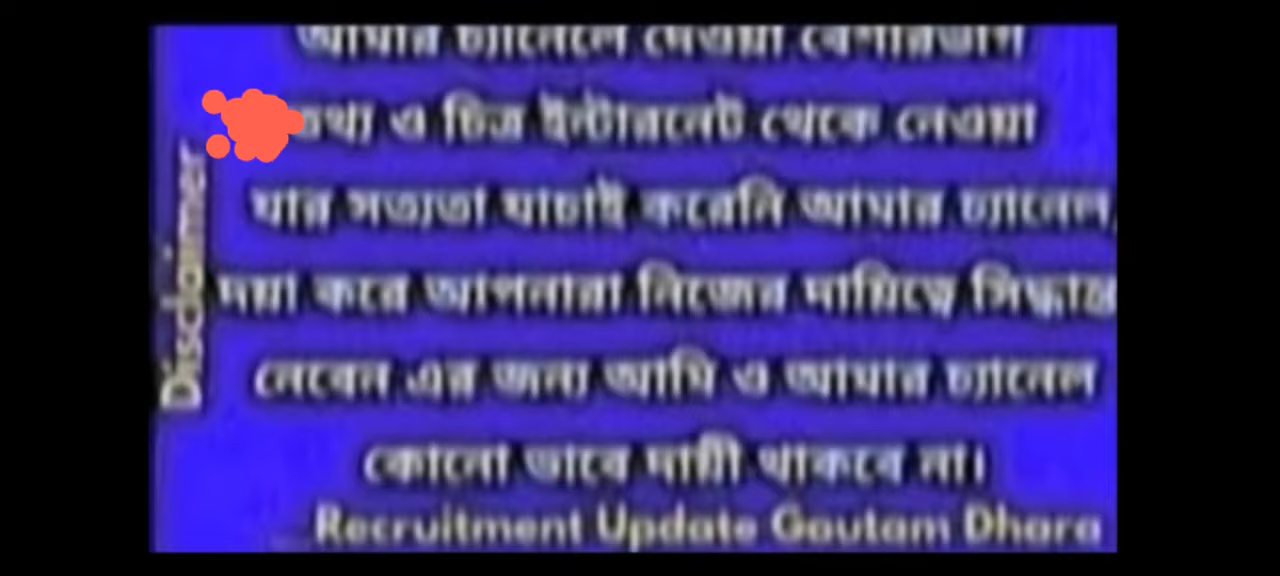 আমার চ্যানেলে দেওয়া বেশীরভাগ
তথ্য ও চিত্র ইন্টারনেট থেকে নেওয়া
যার সত্যতা যাচাই করেনি আমার চ্যানেল,
দয়া করে আপনারা নিজের দায়িত্বে সিদ্ধান্ত
নেবেন এর জন্য আমি ও আমার চ্যানেল
কোনো ভাবে দায়ী থাকবে না।
Recruitment Update Goutam Dhara
Disclaimer